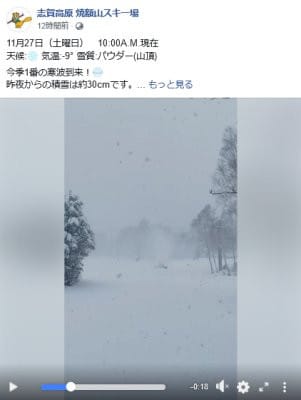 志賀高原 焼額山スキー場
12時間前
11月27日（土曜日） 10:00A.M.現在
天候: 気温:-9° 雪質:パウダー(山頂)
今季1番の寒波到来！
昨夜からの積雪は約30cmです。... もっと見る
-0:18